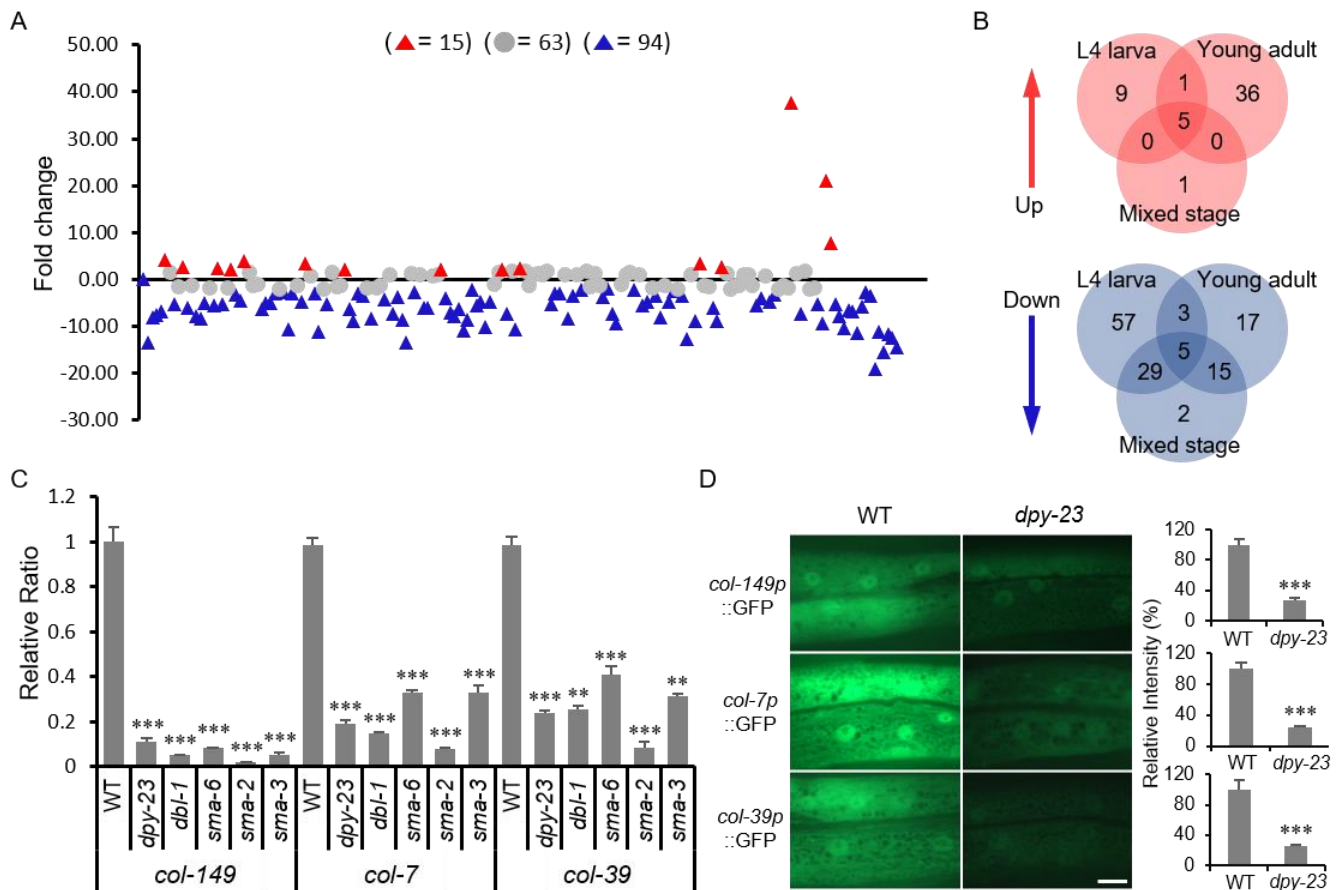 A
(▲= 15) (●= 63) (▲= 94)
50.00
40.00
30.00
20.00
10.00
0.00
-10.00
-20.00
-30.00
Fold change
B
L4 larva Young adult
9 1 36
5
0 0
1
Mixed stage
Up
Down
L4 larva Young adult
57 3 17
5
29 15
2
Mixed stage
C
1.2
1
0.8
0.6
0.4
0.2
0
Relative Ratio
*** *** *** *** ***
*** *** *** *** ***
*** ** *** *** **
WT dpy-23 dbl-1 sma-6 sma-2 sma-3
WT dpy-23 dbl-1 sma-6 sma-2 sma-3
WT dpy-23 dbl-1 sma-6 sma-2 sma-3
col-149 col-7 col-39
D
WT dpy-23
col-149p
::GFP
col-7p
::GFP
col-39p
::GFP
Relative Intensity (%)
120
80
40
0
***
WT dpy-23
120
80
40
0
***
WT dpy-23
120
80
40
0
***
WT dpy-23